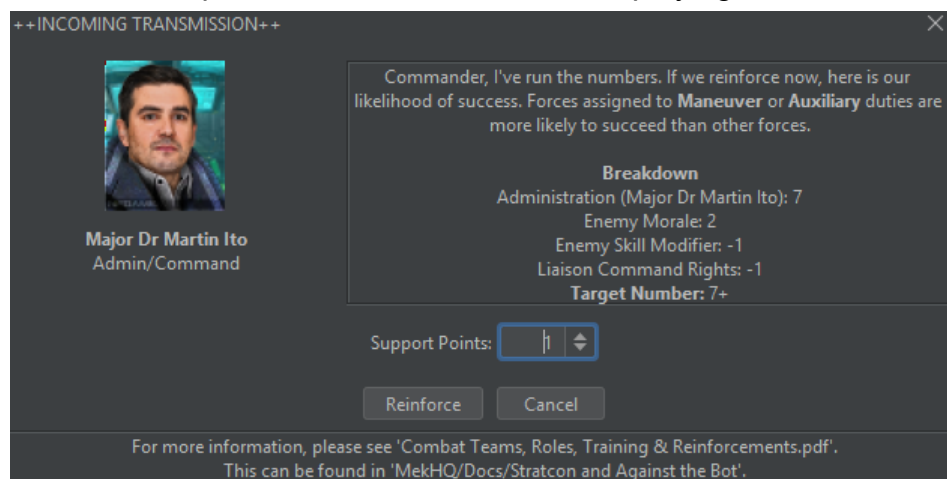 ++INCOMING TRANSMISSION++
Commander, I've run the numbers. If we reinforce now, here is our
likelihood of success. Forces assigned to Maneuver or Auxiliary duties are
more likely to succeed than other forces.
Breakdown
Administration (Major Dr Martin Ito): 7
Enemy Morale: 2
Enemy Skill Modifier: -1
Liaison Command Rights: -1
Target Number: 7+
Major Dr Martin Ito
Admin/Command
Support Points: 1
Reinforce Cancel
For more information, please see 'Combat Teams, Roles, Training & Reinforcements.pdf'.
This can be found in 'MekHQ/Docs/Stratcon and Against the Bot'.